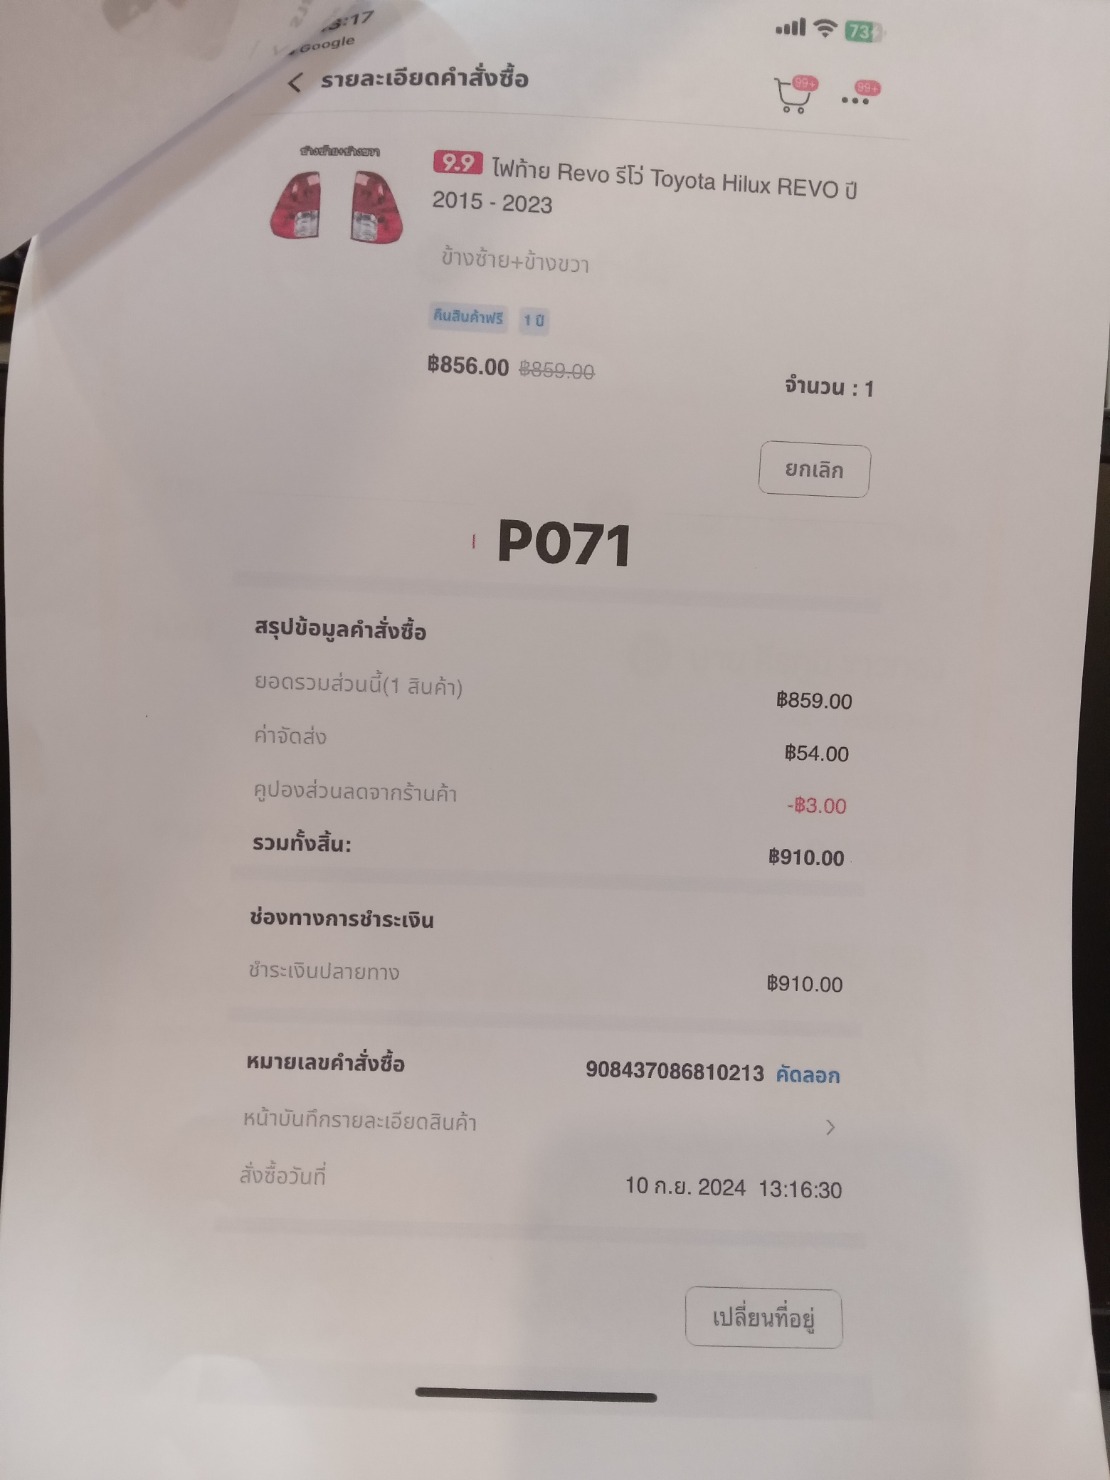 :17
Google
73
< รายละเอียดคำสั่งซื้อ
99+
99+
ข้างซ้าย+ข้างขวา
9.9 ไฟท้าย Revo รีโว่ Toyota Hilux REVO ปี
2015 - 2023
ข้างซ้าย+ข้างขวา
คืนสินค้าฟรี 1 ปี
฿856.00 ฿859.00
จำนวน : 1
ยกเลิก
P071
สรุปข้อมูลคำสั่งซื้อ
ยอดรวมส่วนนี้(1 สินค้า) ฿859.00
ค่าจัดส่ง ฿54.00
คูปองส่วนลดจากร้านค้า -฿3.00
รวมทั้งสิ้น: ฿910.00
ช่องทางการชำระเงิน
ชำระเงินปลายทาง ฿910.00
หมายเลขคำสั่งซื้อ 908437086810213 คัดลอก
หน้าบันทึกรายละเอียดสินค้า
สั่งซื้อวันที่ 10 ก.ย. 2024 13:16:30
เปลี่ยนที่อยู่